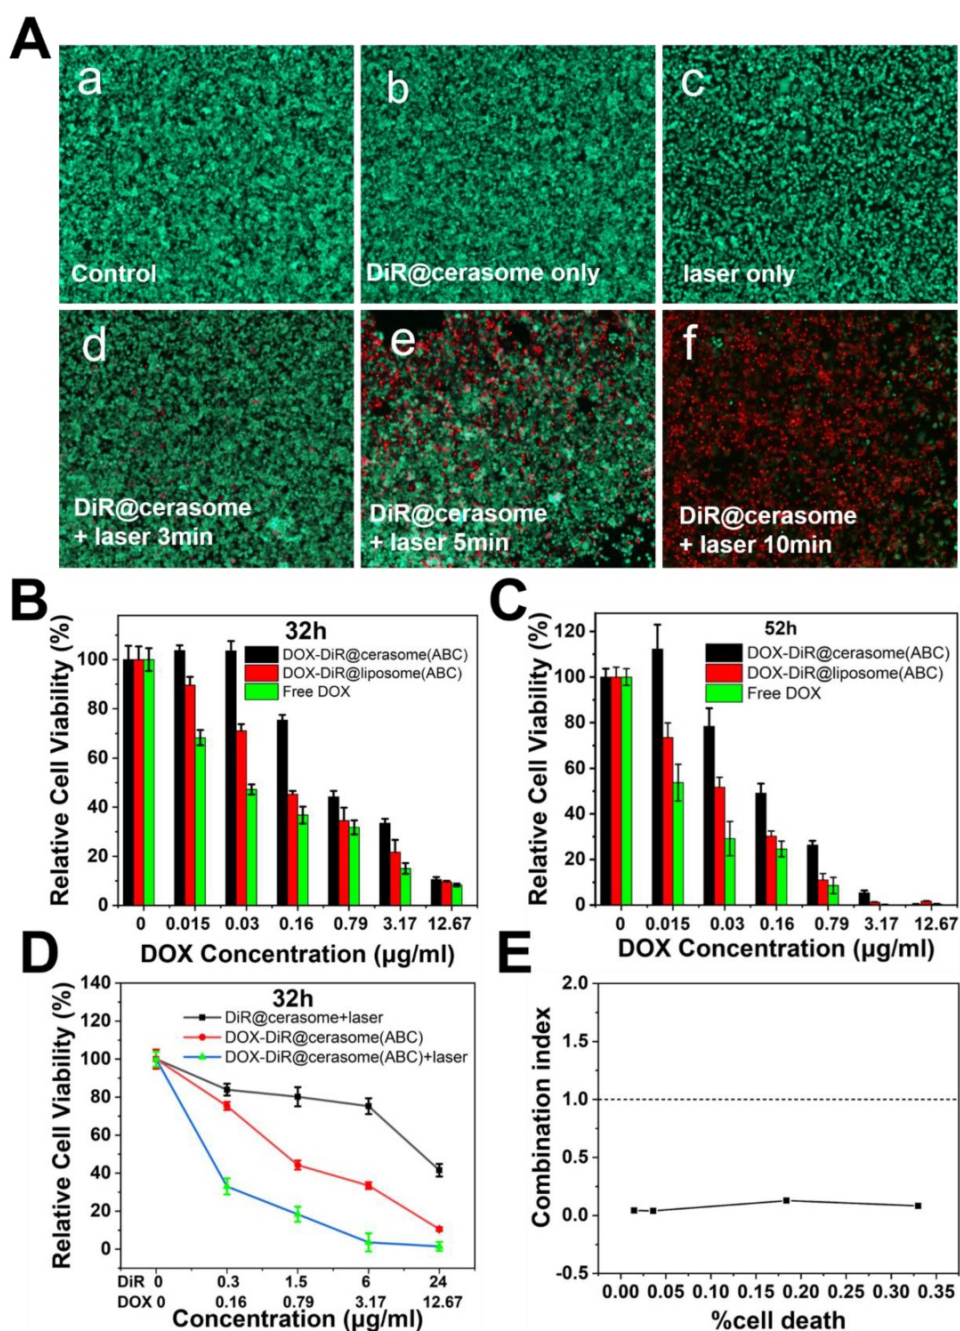 A
a
b
c
Control
DiR@cerasome only
laser only
d
e
f
DiR@cerasome
+ laser 3min
DiR@cerasome
+ laser 5min
DiR@cerasome
+ laser 10min
B
32h
DOX-DiR@cerasome(ABC)
DOX-DiR@liposome(ABC)
Free DOX
Relative Cell Viability (%)
100
80
60
40
20
0
0 0.015 0.03 0.16 0.79 3.17 12.67
DOX Concentration (μg/ml)
C
52h
DOX-DiR@cerasome(ABC)
DOX-DiR@liposome(ABC)
Free DOX
Relative Cell Viability (%)
120
100
80
60
40
20
0
0 0.015 0.03 0.16 0.79 3.17 12.67
DOX Concentration (μg/ml)
D
32h
DiR@cerasome+laser
DOX-DiR@cerasome(ABC)
DOX-DiR@cerasome(ABC)+laser
Relative Cell Viability (%)
140
120
100
80
60
40
20
0
DiR 0 0.3 1.5 6 24
DOX 0 0.16 0.79 3.17 12.67
Concentration (μg/ml)
E
Combination index
2.0
1.5
1.0
0.5
0.0
-0.5
0.00 0.05 0.10 0.15 0.20 0.25 0.30 0.35
%cell death